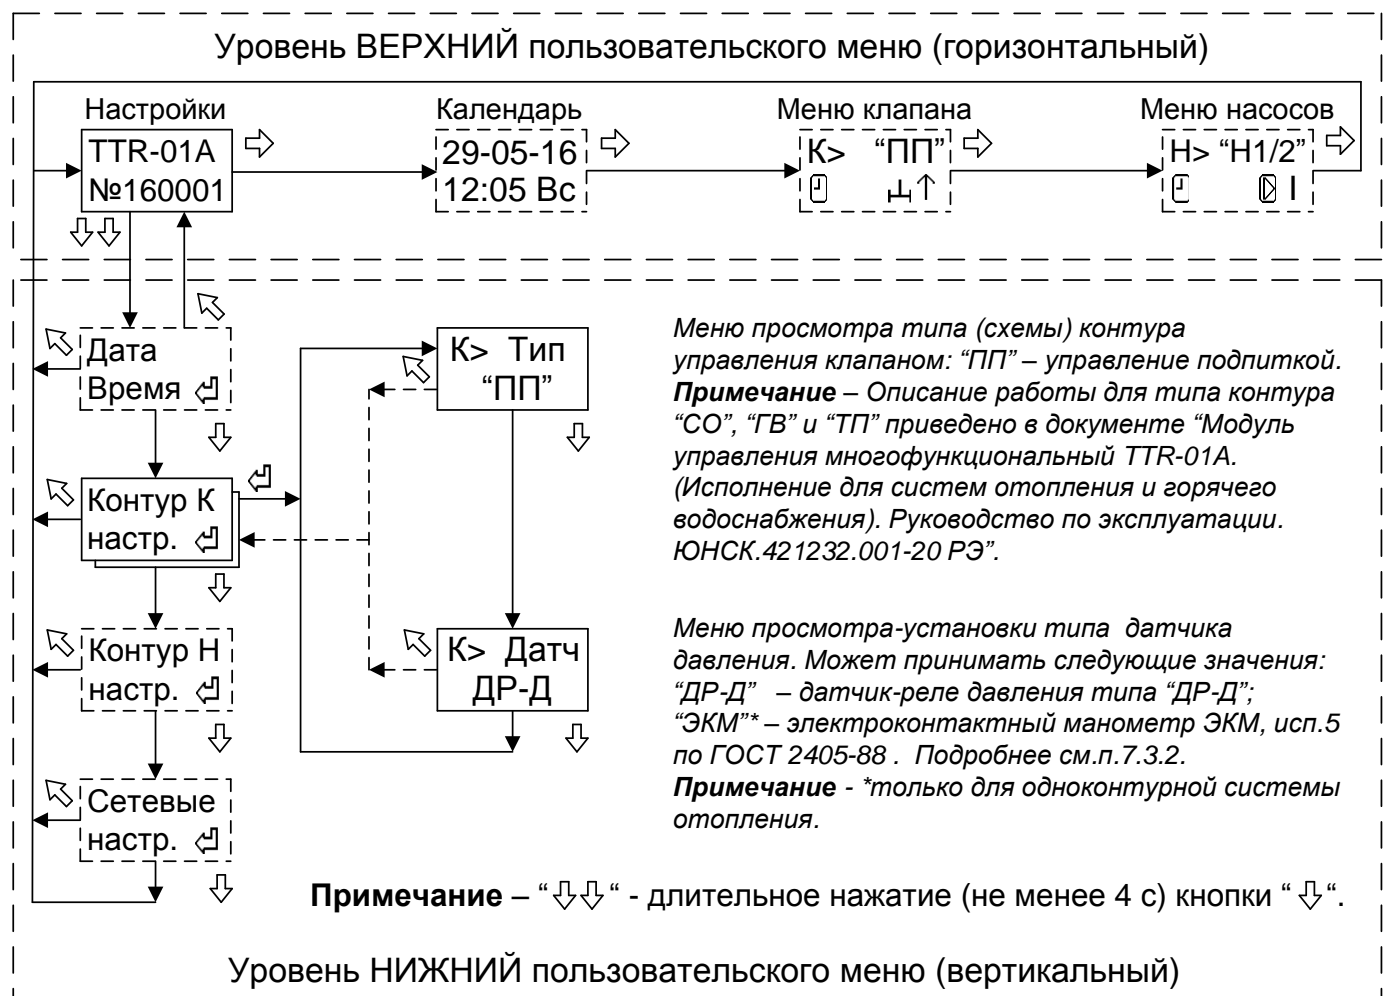 Уровень ВЕРХНИЙ пользовательского меню (горизонтальный)
Настройки
TTR-01A
№160001
Календарь
29-05-16
12:05 Вс
Меню клапана
К> “ПП”
Меню насосов
Н> “Н1/2”
I
Дата
Время
Контур К
настр.
Контур Н
настр.
Сетевые
настр.
К> Тип
“ПП”
К> Датч
ДР-Д
Меню просмотра типа (схемы) контура
управления клапаном: “ПП” – управление подпиткой.
Примечание – Описание работы для типа контура
“СО”, “ГВ” и “ТП” приведено в документе “Модуль
управления многофункциональный TTR-01A.
(Исполнение для систем отопления и горячего
водоснабжения). Руководство по эксплуатации.
ЮНСК.421232.001-20 РЭ”.
Меню просмотра-установки типа датчика
давления. Может принимать следующие значения:
“ДР-Д” – датчик-реле давления типа “ДР-Д”;
“ЭКМ”* – электроконтактный манометр ЭКМ, исп.5
по ГОСТ 2405-88 . Подробнее см.п.7.3.2.
Примечание - *только для одноконтурной системы
отопления.
Примечание – “⇩⇩“ - длительное нажатие (не менее 4 с) кнопки “ ⇩“.
Уровень НИЖНИЙ пользовательского меню (вертикальный)